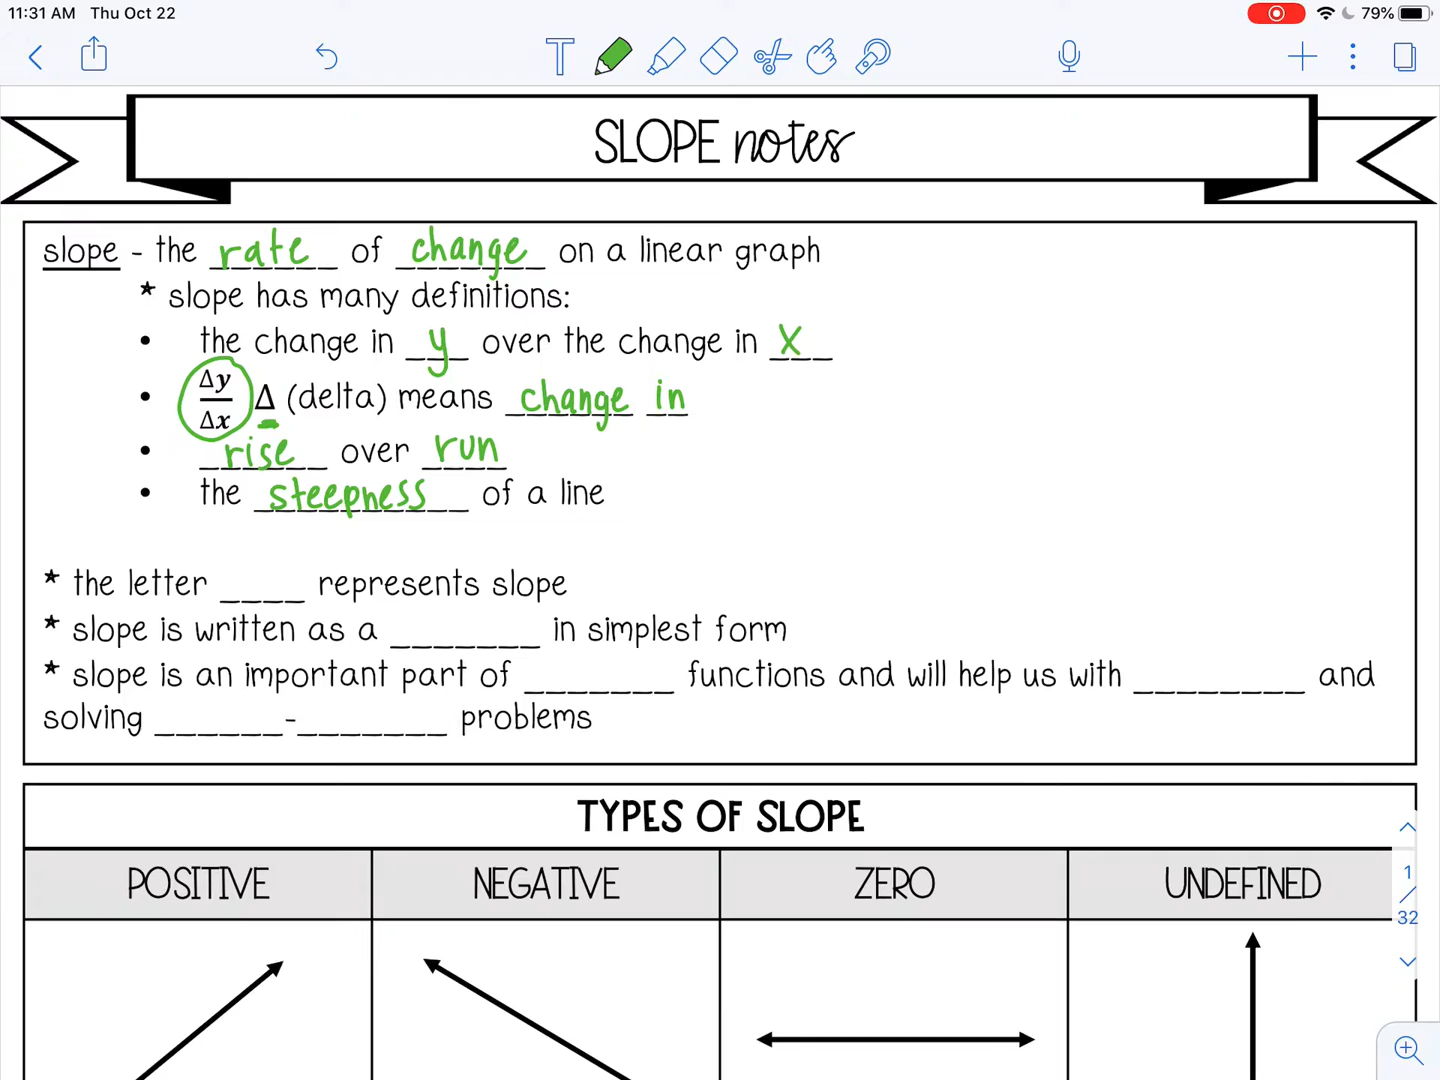 11:31 AM Thu Oct 22
79%
SLOPE notes
slope - the rate of change on a linear graph
* slope has many definitions:
• the change in y over the change in x
• Δy/Δx Δ (delta) means change in
• rise over run
• the steepness of a line
* the letter ____ represents slope
* slope is written as a _______ in simplest form
* slope is an important part of _______ functions and will help us with ________ and
solving ______-_______ problems
TYPES OF SLOPE
POSITIVE NEGATIVE ZERO UNDEFINED
1/32